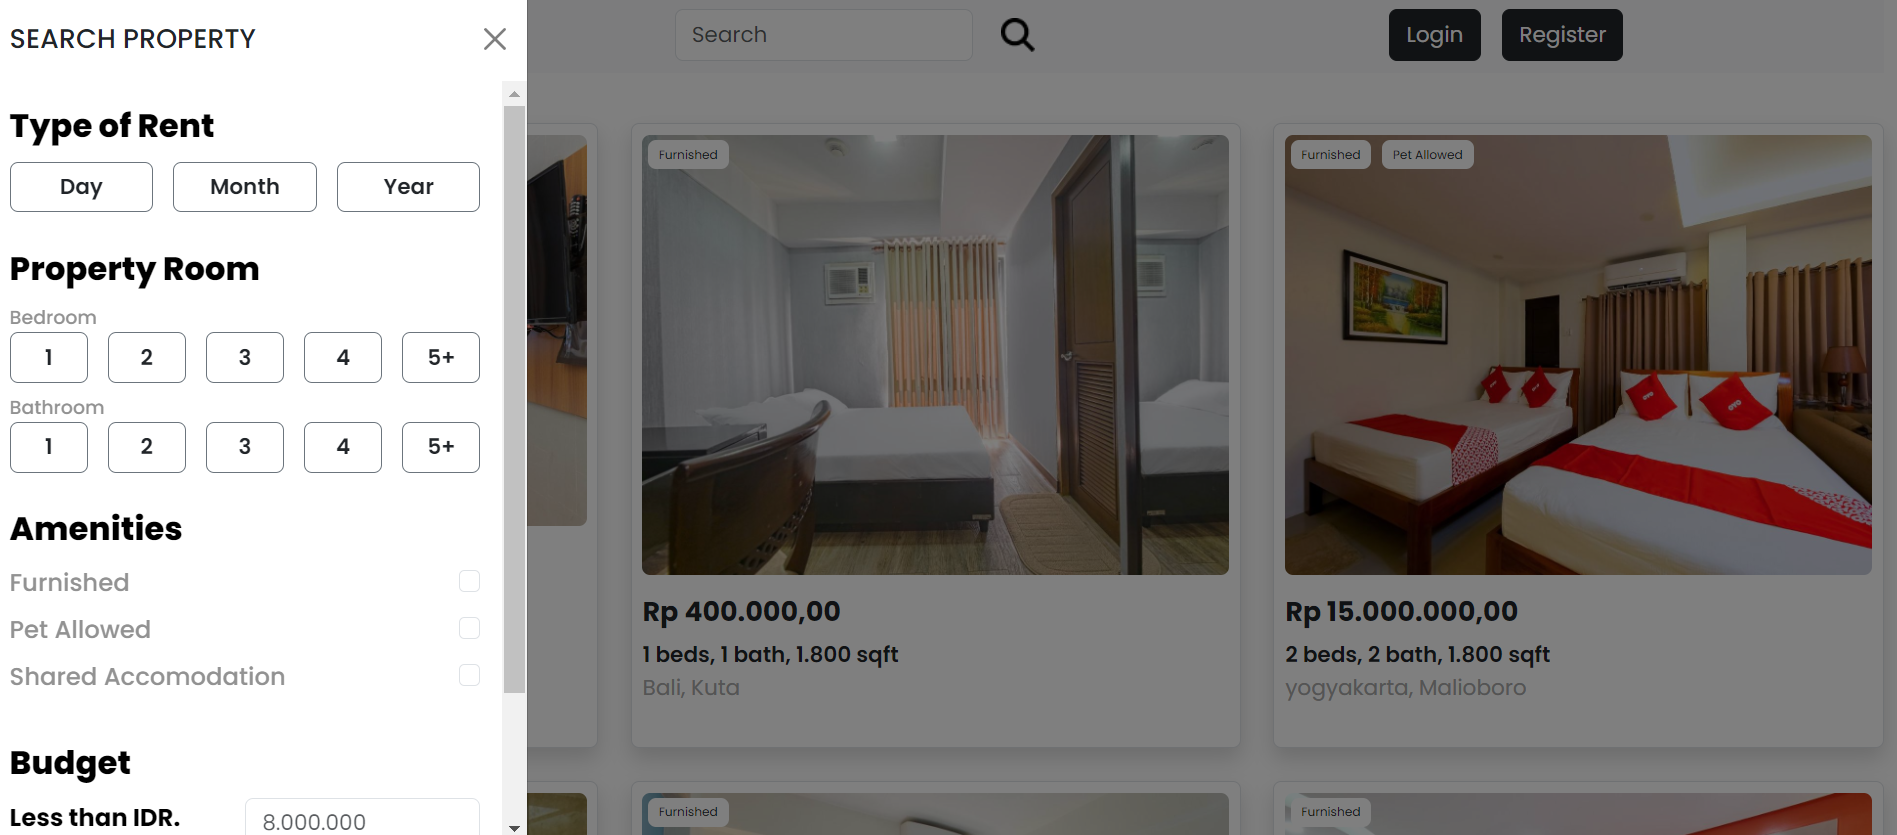 SEARCH PROPERTY
Type of Rent
Day Month Year
Property Room
Bedroom
1 2 3 4 5+
Bathroom
1 2 3 4 5+
Amenities
Furnished
Pet Allowed
Shared Accomodation
Budget
Less than IDR. 8.000.000
Search Login Register
Furnished
Rp 400.000,00
1 beds, 1 bath, 1.800 sqft
Bali, Kuta
Furnished Pet Allowed
OYO OYO
Rp 15.000.000,00
2 beds, 2 bath, 1.800 sqft
yogyakarta, Malioboro
Furnished
Furnished